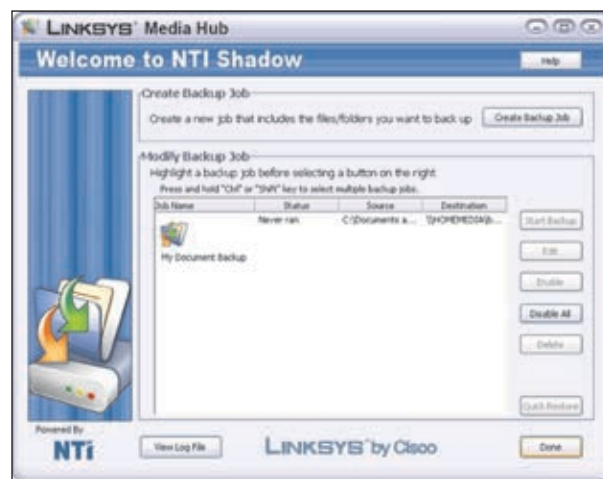 LINKSYS Media Hub
Welcome to NTI Shadow
Help
Create Backup Job
Create a new job that includes the files/folders you want to back up
Create Backup Job
Modify Backup Job
Highlight a backup job before selecting a button on the right
Press and hold "Ctrl" or "Shift" key to select multiple backup jobs.
Job Name Status Source Destination
Never ran C:\Documents a...
My Document Backup
Start Backup
Edit
Enable
Disable All
Delete
Quick Restore
Powered By
NTI
View Log File
LINKSYS by Cisco
Done